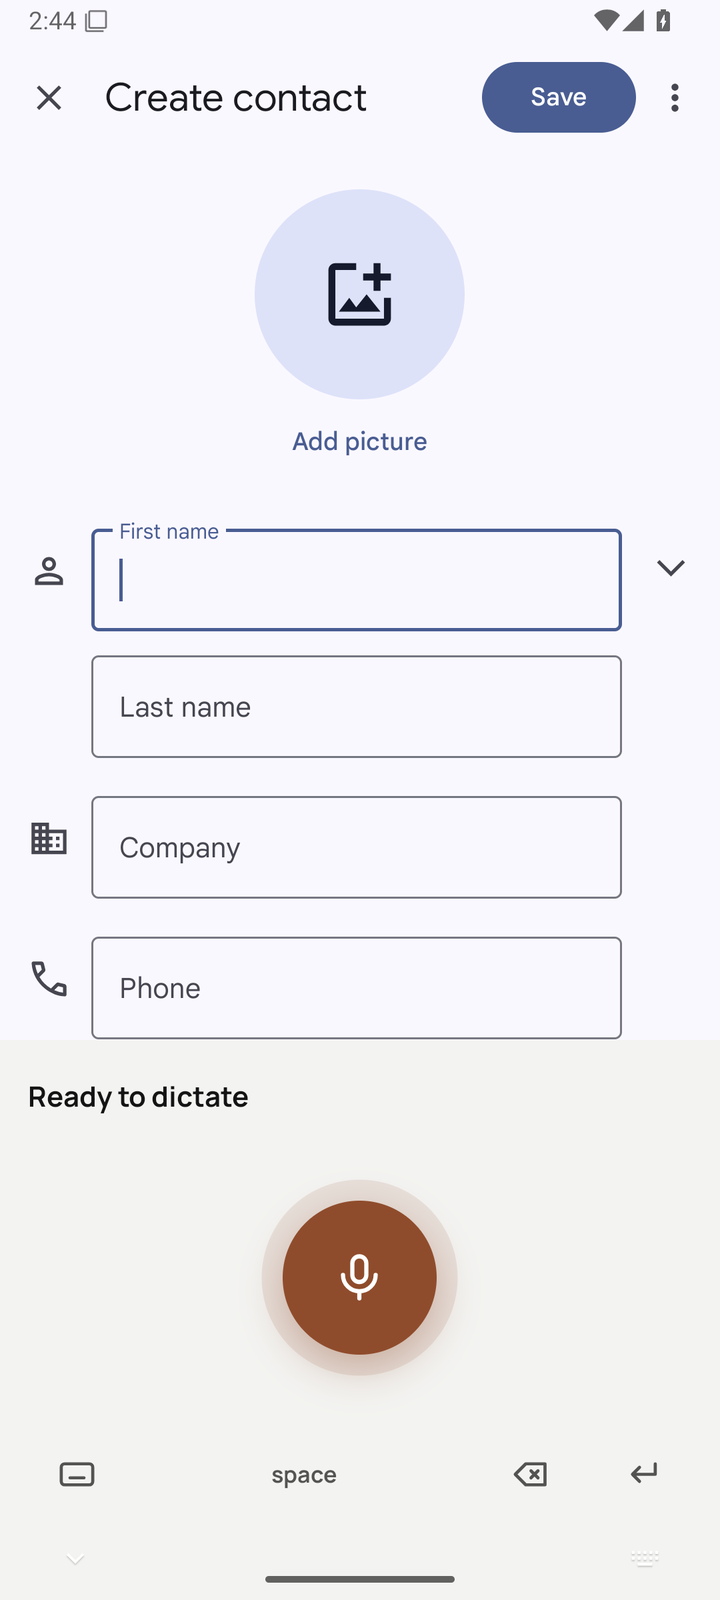 2:44
Create contact
Save
Add picture
First name
Last name
Company
Phone
Ready to dictate
space